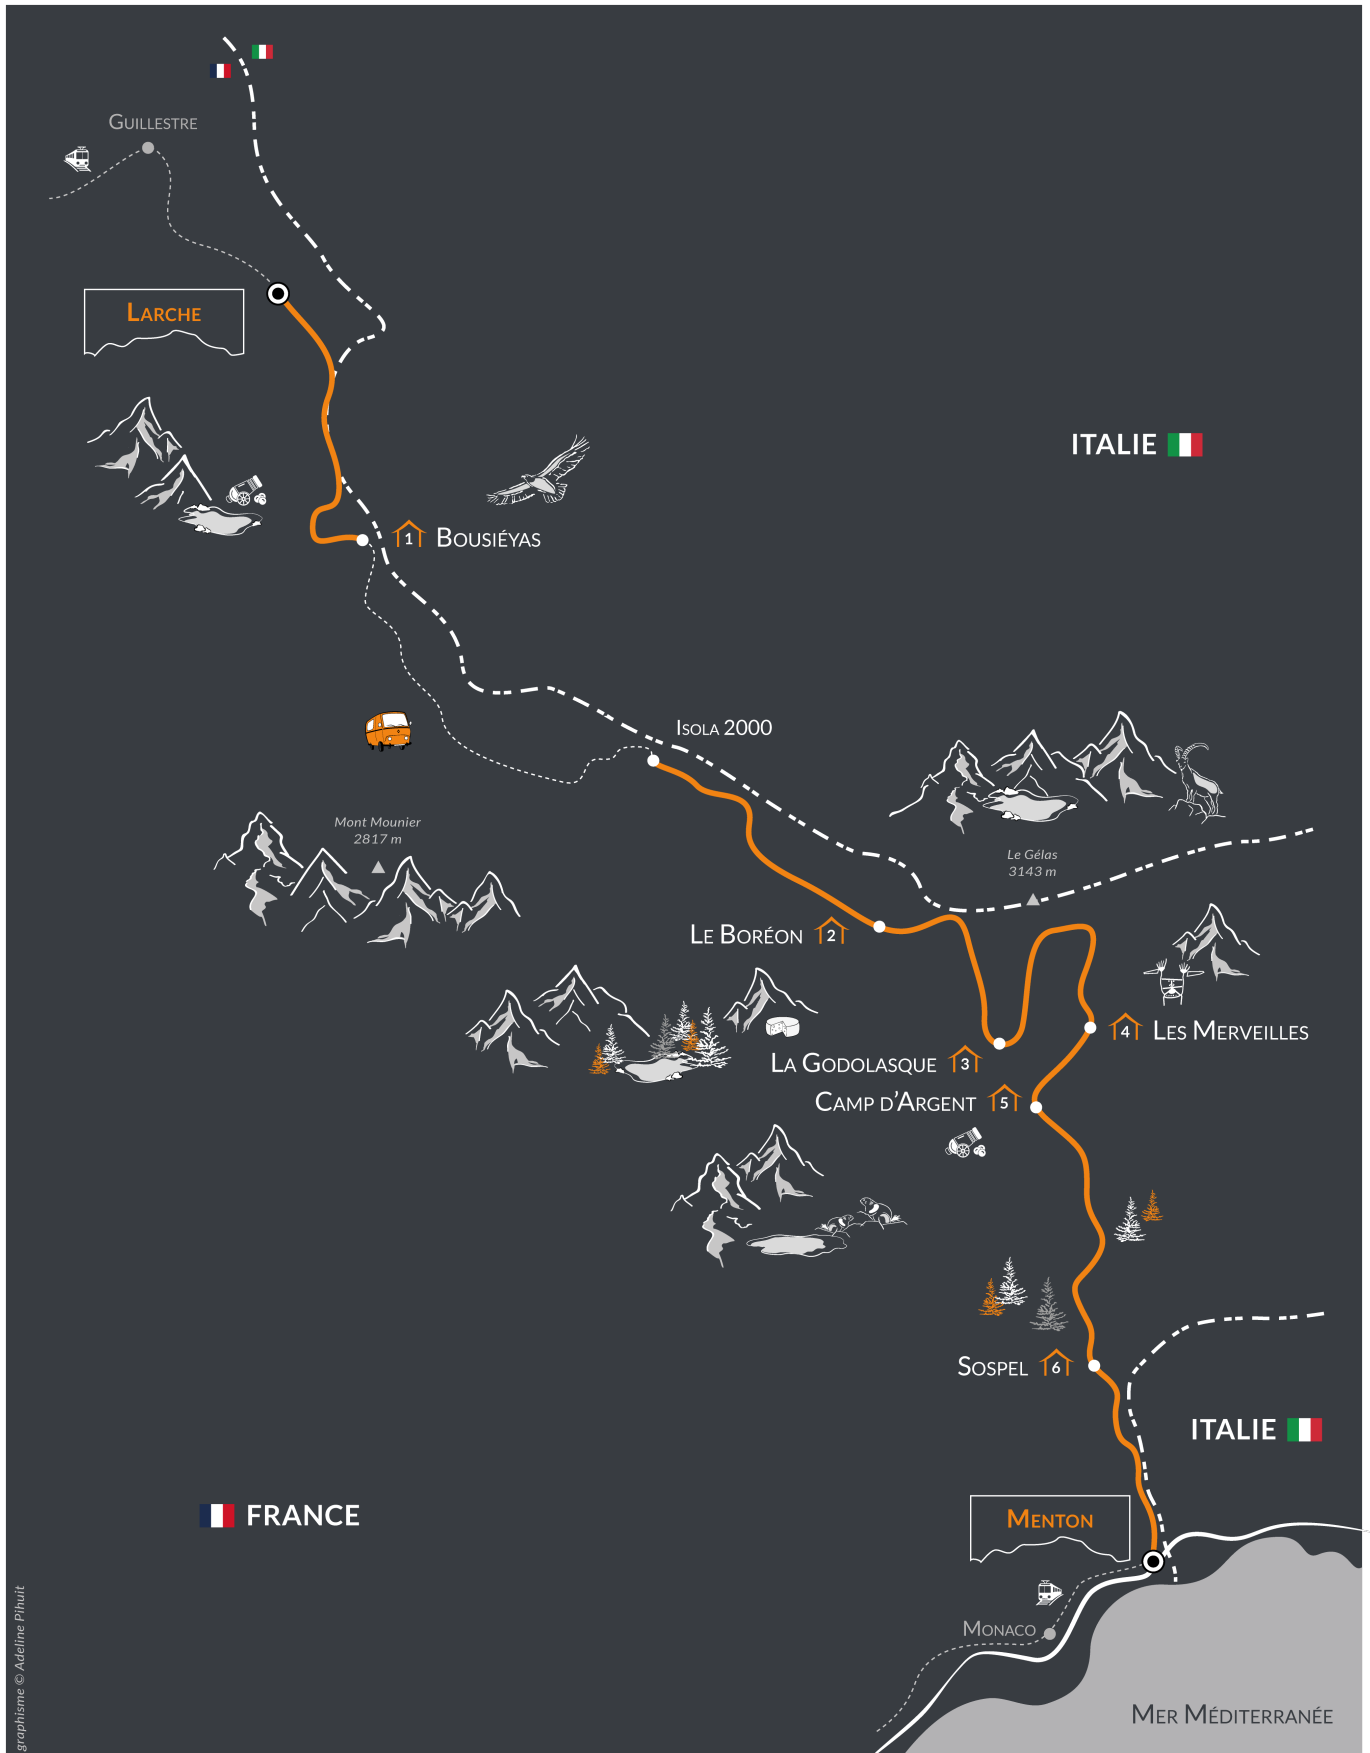 Guillestre
Larche
ITALIE
1 Bousiéyas
Isola 2000
Mont Mounier
2817 m
Le Gélas
3143 m
Le Boréon 2
4 Les Merveilles
La Godolasque 3
Camp d'Argent 5
Sospel 6
ITALIE
FRANCE
Menton
Monaco
Mer Méditerranée
graphisme © Adeline Pihuit